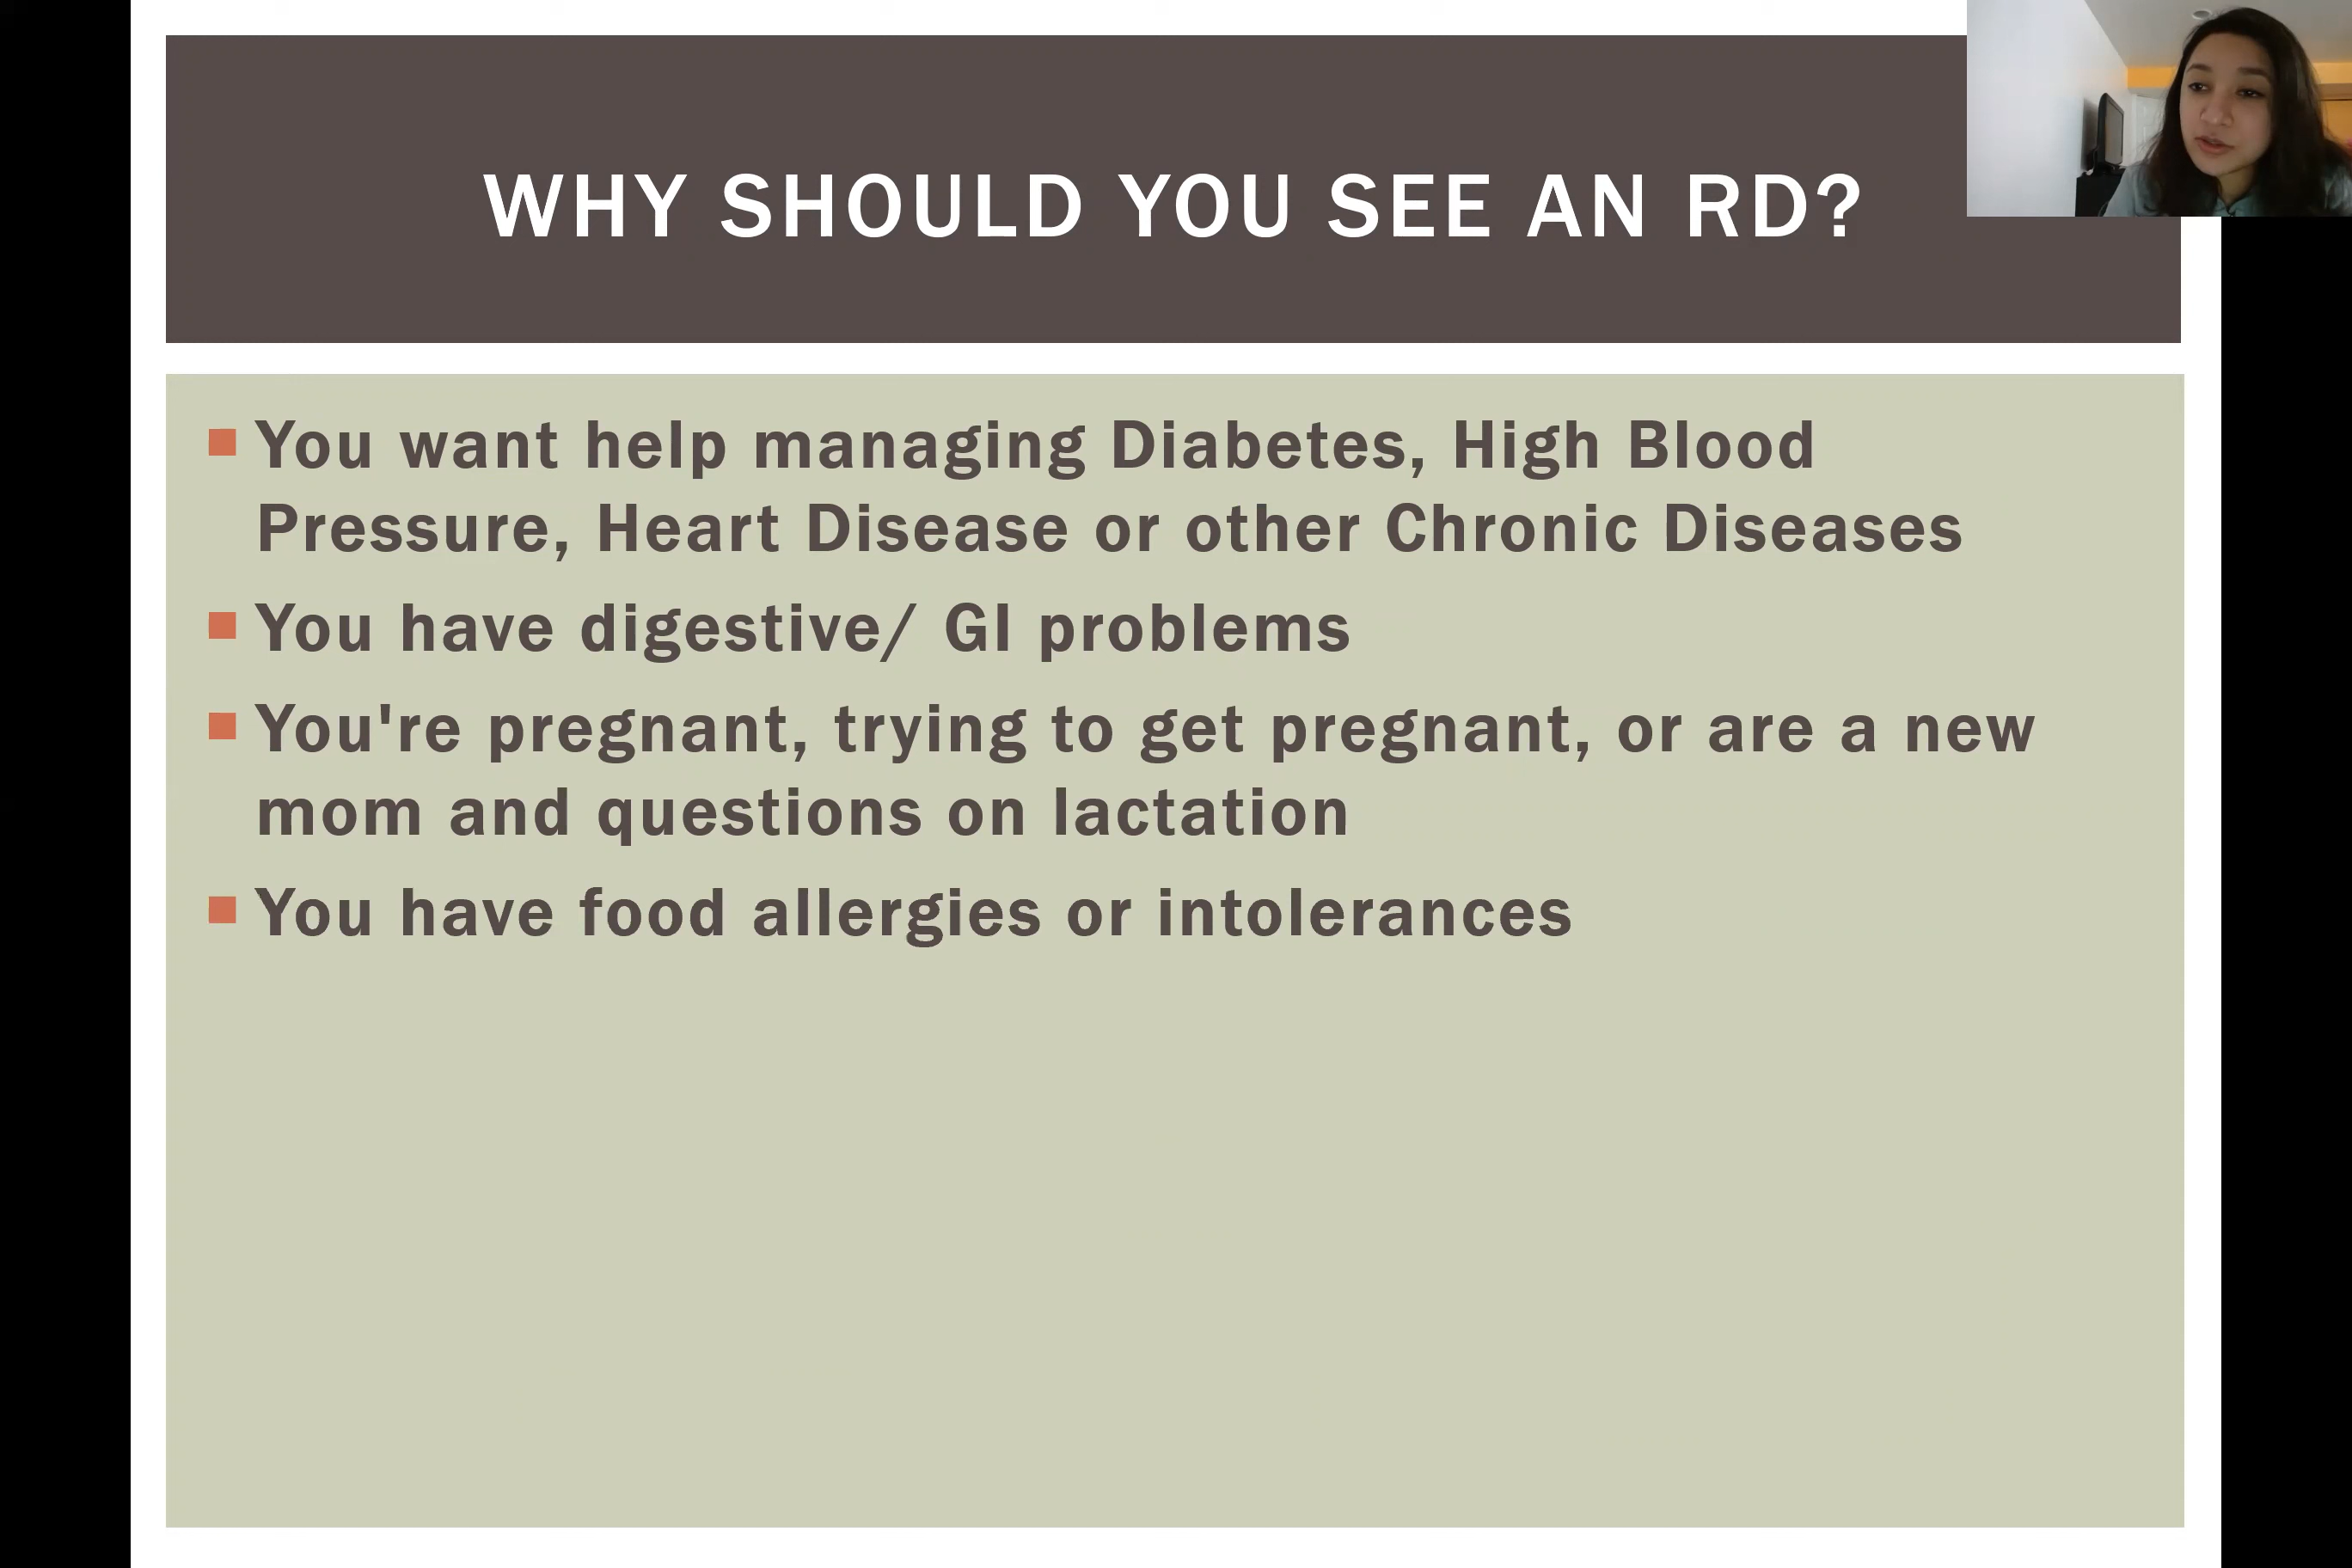 WHY SHOULD YOU SEE AN RD?
You want help managing Diabetes, High Blood
Pressure, Heart Disease or other Chronic Diseases
You have digestive/ GI problems
You're pregnant, trying to get pregnant, or are a new
mom and questions on lactation
You have food allergies or intolerances